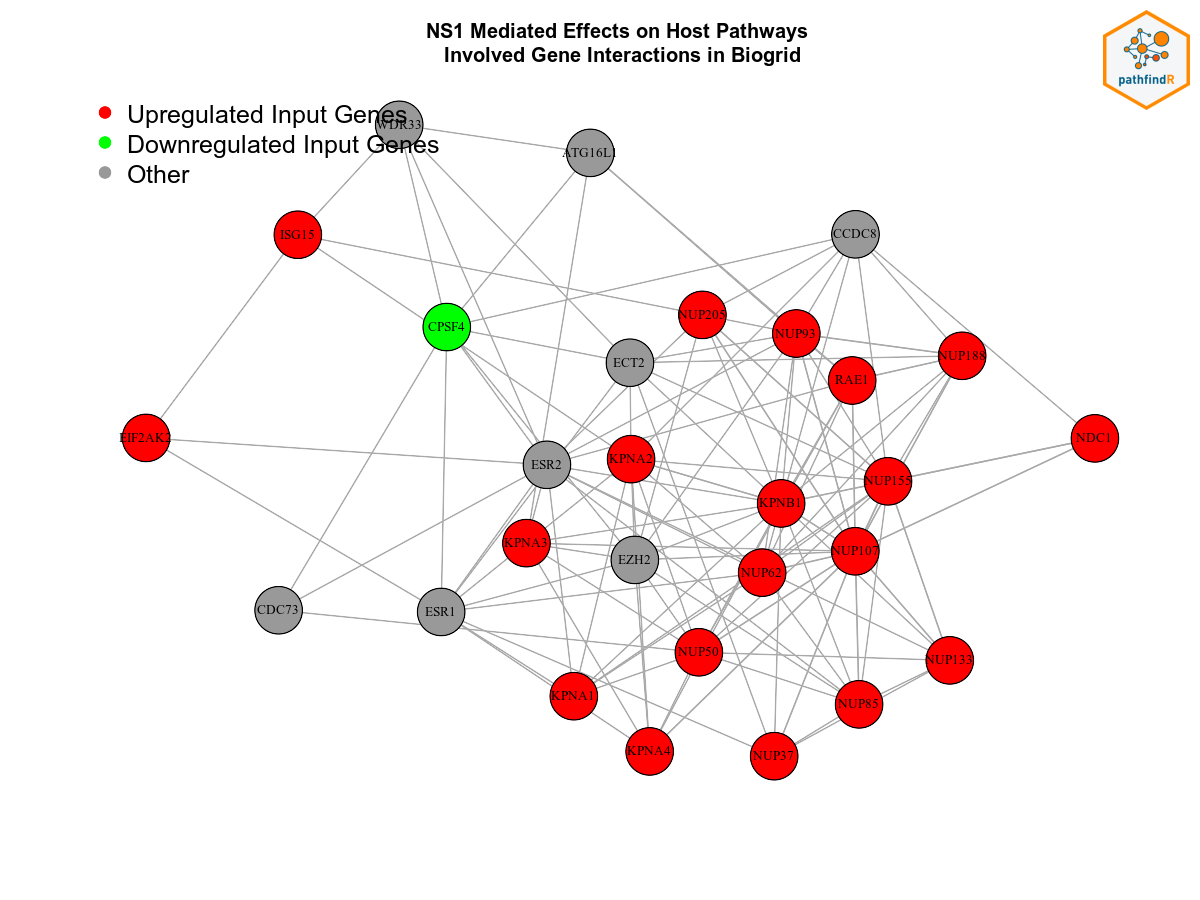 NS1 Mediated Effects on Host Pathways
Involved Gene Interactions in Biogrid
pathfindR
Upregulated Input Genes
Downregulated Input Genes
Other
WDR33
ATG16L1
ISG15
CCDC8
CPSF4
NUP205
NUP93
ECT2
NUP188
RAE1
EIF2AK2
NDC1
ESR2
KPNA2
NUP155
KPNB1
KPNA3
NUP107
EZH2
NUP62
CDC73
ESR1
NUP50
NUP133
KPNA1
NUP85
KPNA4
NUP37